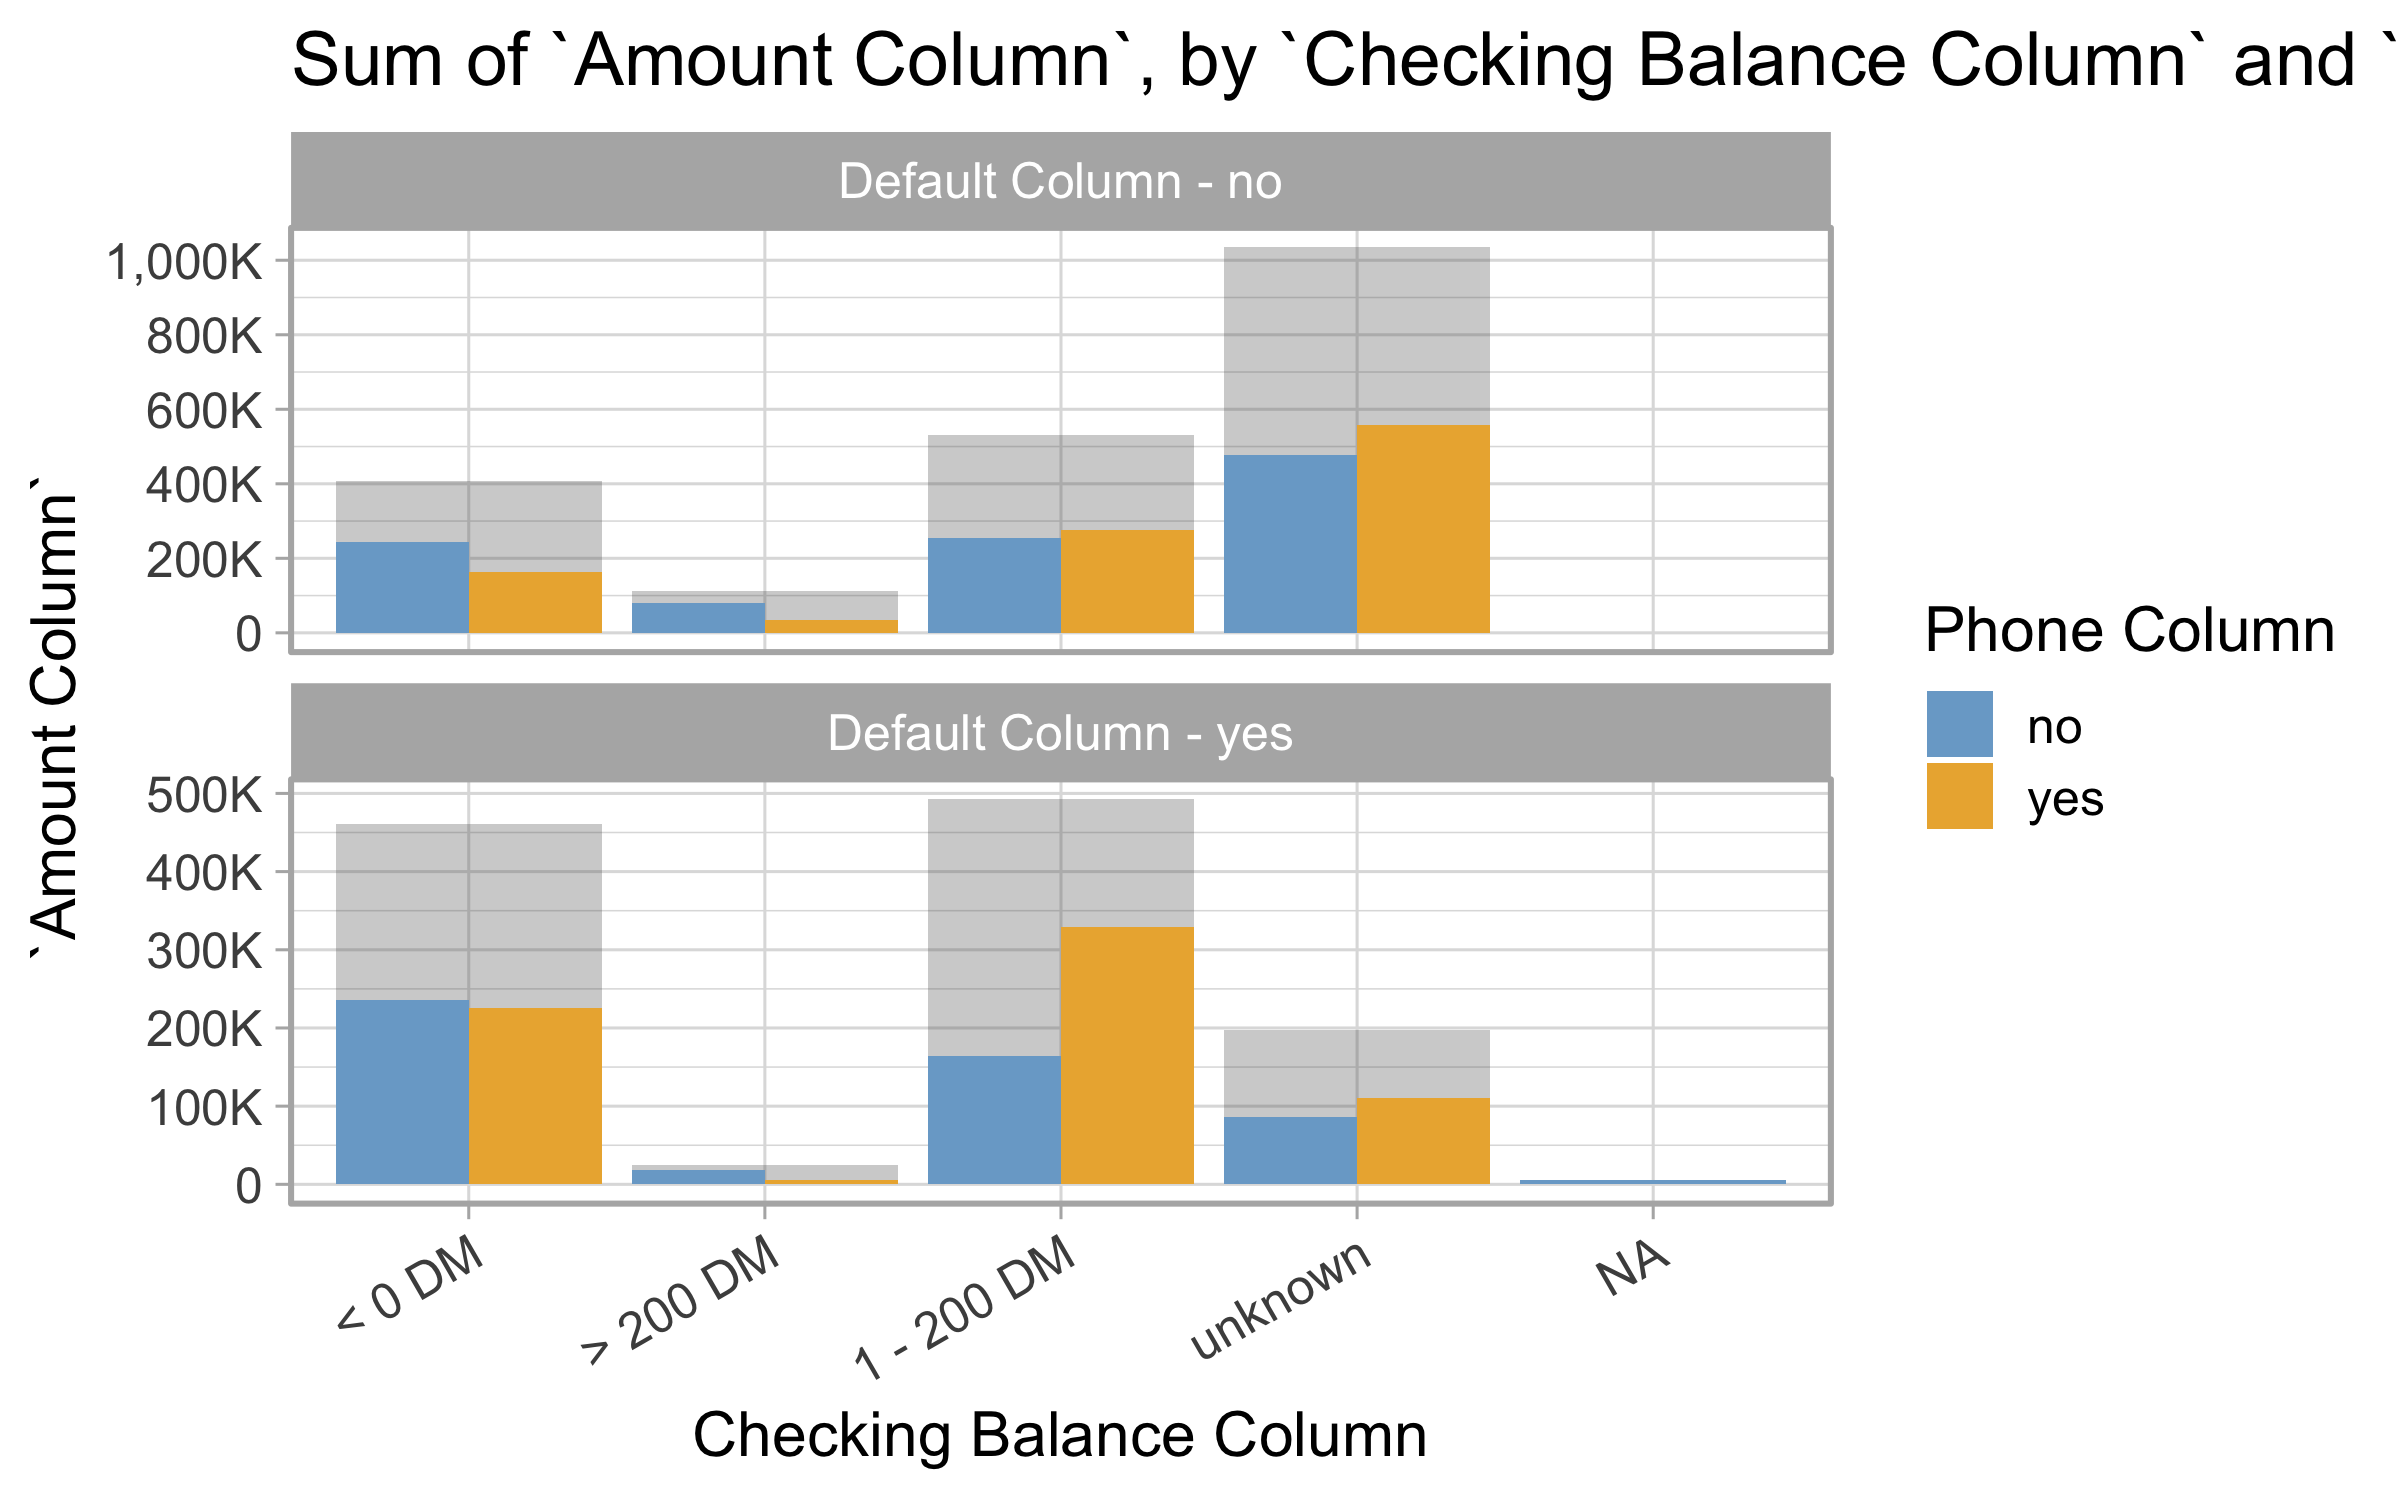 Sum of `Amount Column`, by `Checking Balance Column` and `
Default Column - no
1,000K
800K
600K
400K
200K
0
`Amount Column`
Default Column - yes
500K
400K
300K
200K
100K
0
< 0 DM
> 200 DM
1 - 200 DM
unknown
NA
Checking Balance Column
Phone Column
no
yes